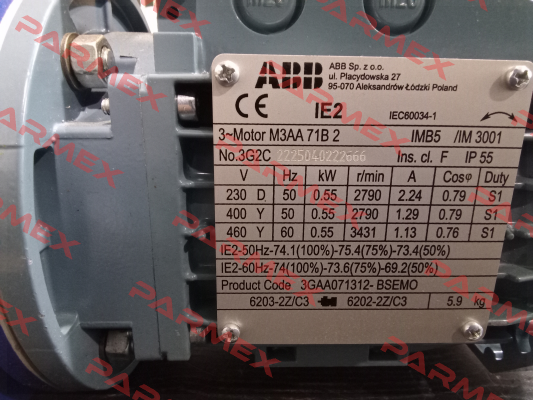 ABB
ABB Sp. z o.o.
ul. Placydowska 27
95-070 Aleksandrów Łódzki Poland
CE IE2 IEC60034-1
3~Motor M3AA 71B 2 IMB5 /IM 3001
No.3G2C 2225040222666 Ins. cl. F IP 55
V Hz kW r/min A Cosφ Duty
230 D 50 0.55 2790 2.24 0.79 S1
400 Y 50 0.55 2790 1.29 0.79 S1
460 Y 60 0.55 3431 1.13 0.76 S1
IE2-50Hz-74.1(100%)-75.4(75%)-73.4(50%)
IE2-60Hz-74(100%)-73.6(75%)-69.2(50%)
Product Code 3GAA071312- BSEMO
6203-2Z/C3 6202-2Z/C3 5.9 kg
PARMEX
PARMEX
PARMEX
PARMEX
PARMEX
PARMEX